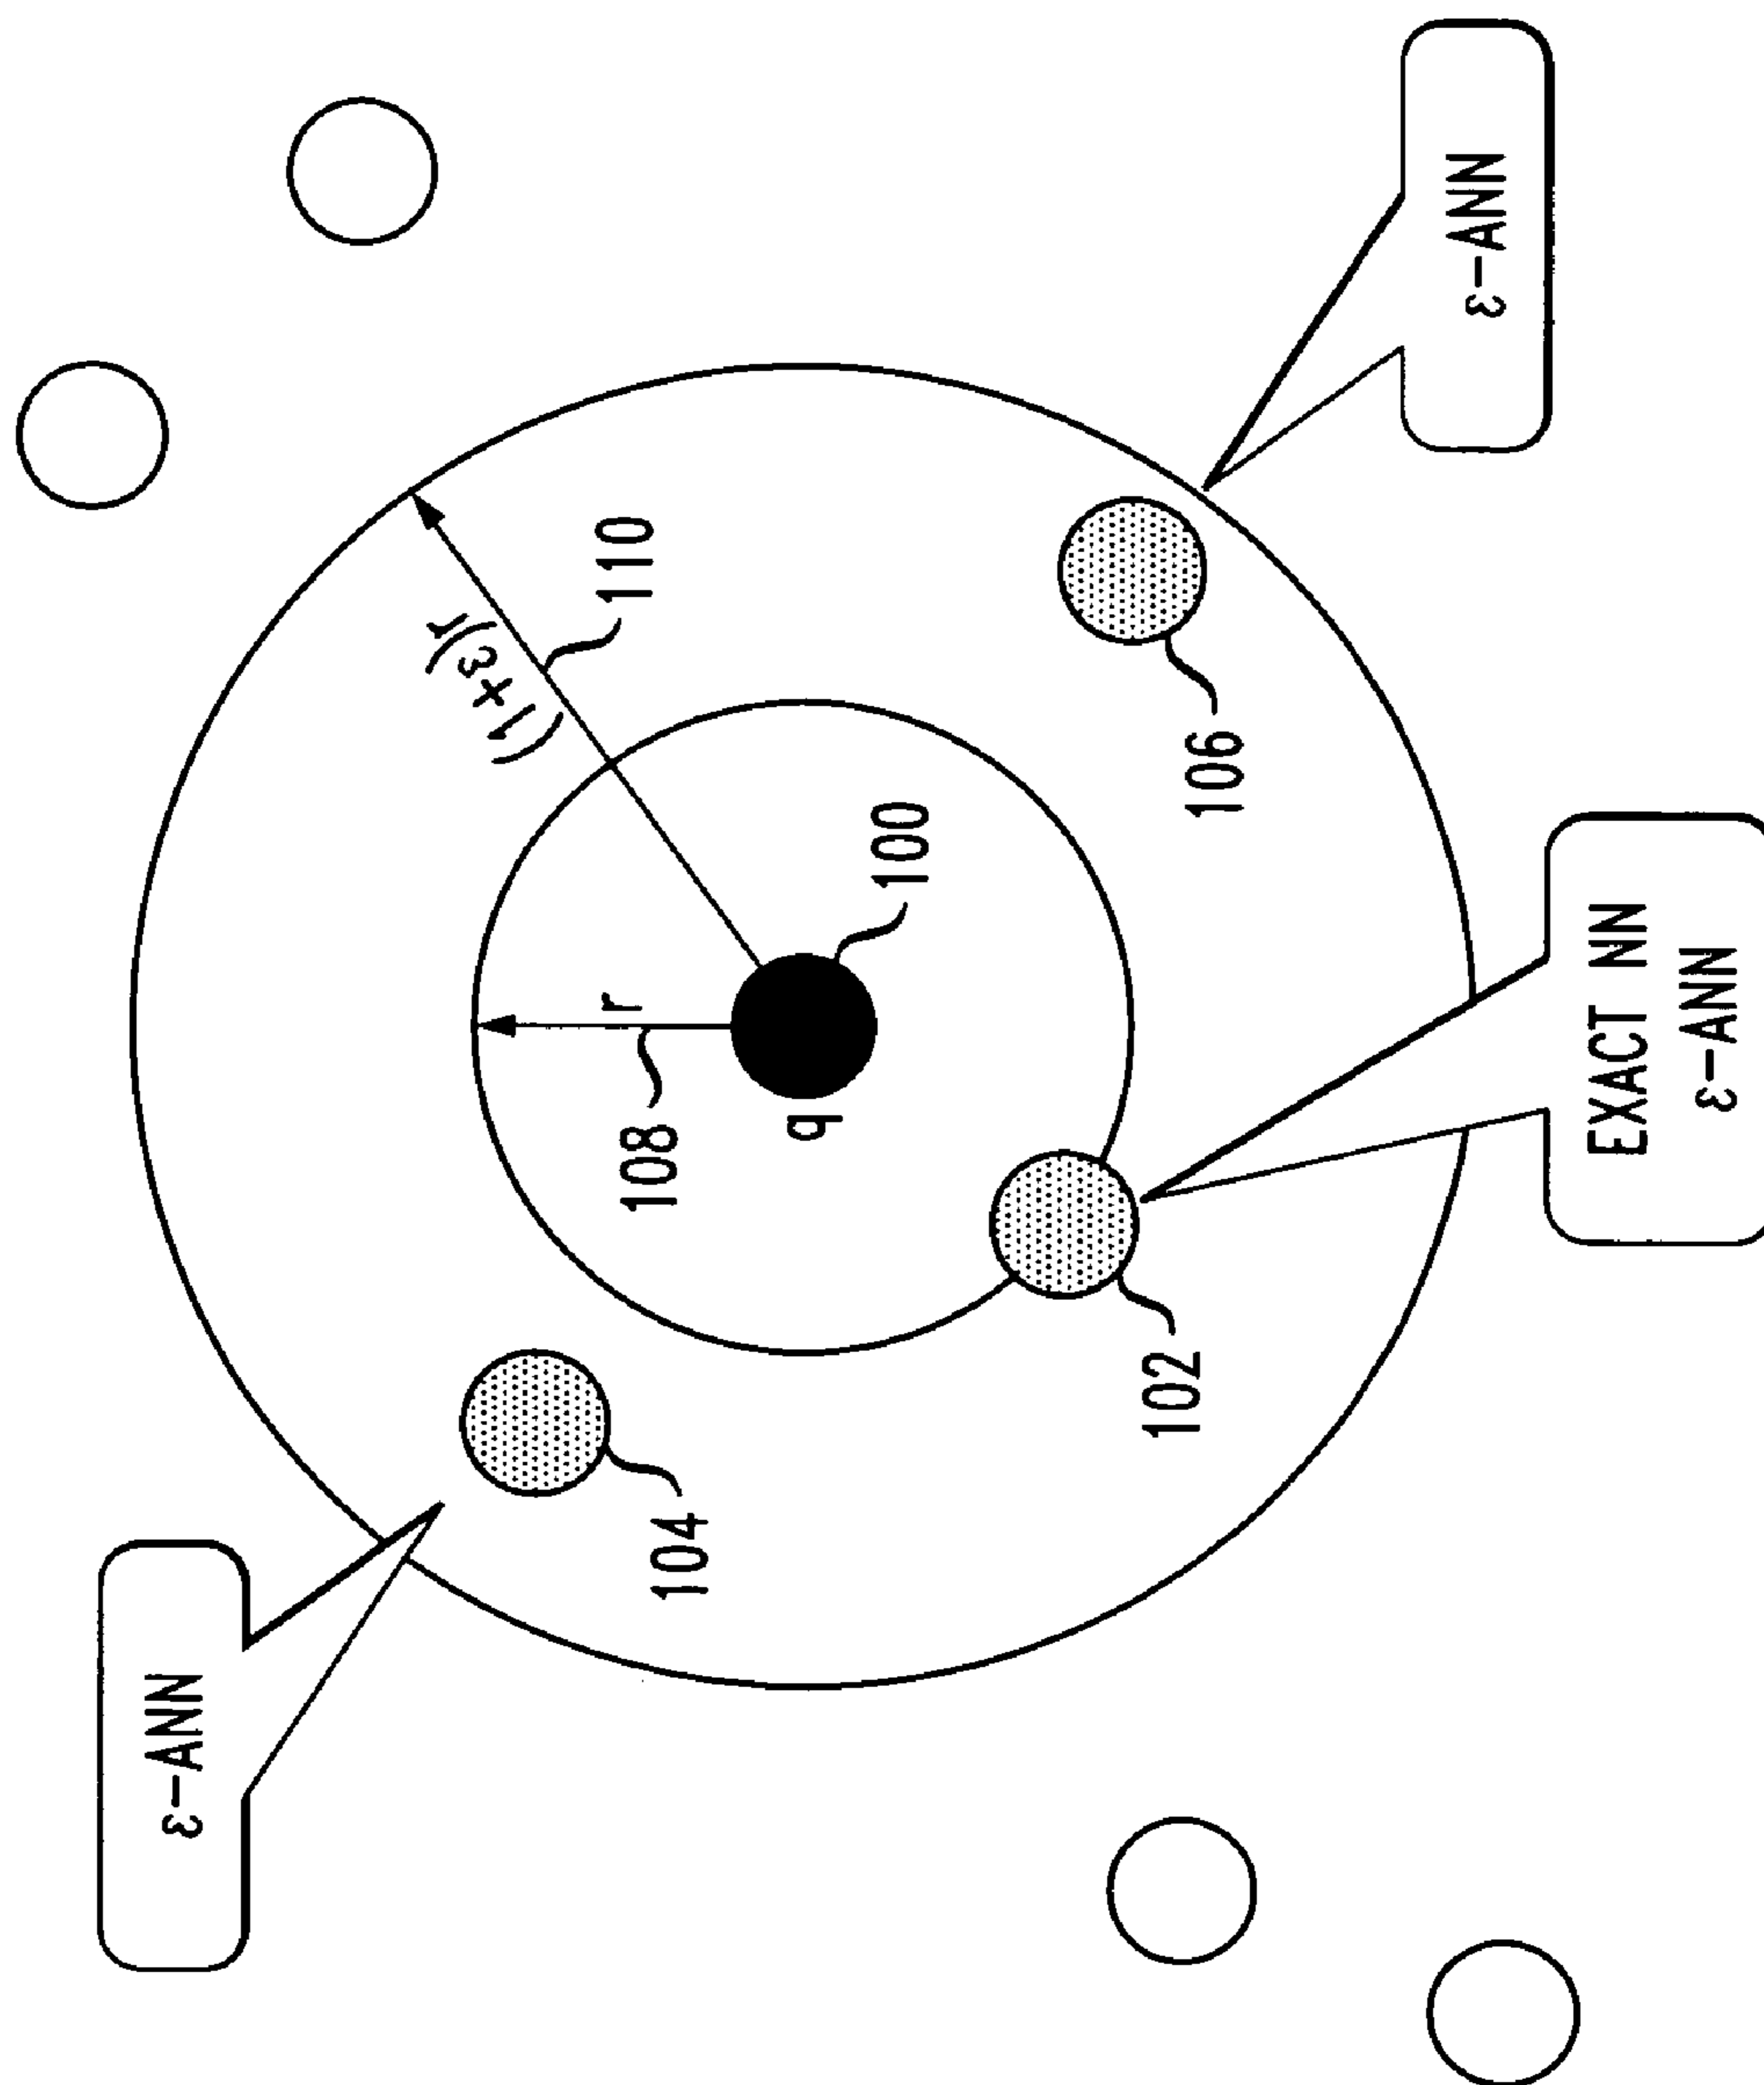 ε-ANN
(1+ε)r
110
r
108
104
q
100
102
106
ε-ANN
EXACT NN
ε-ANN